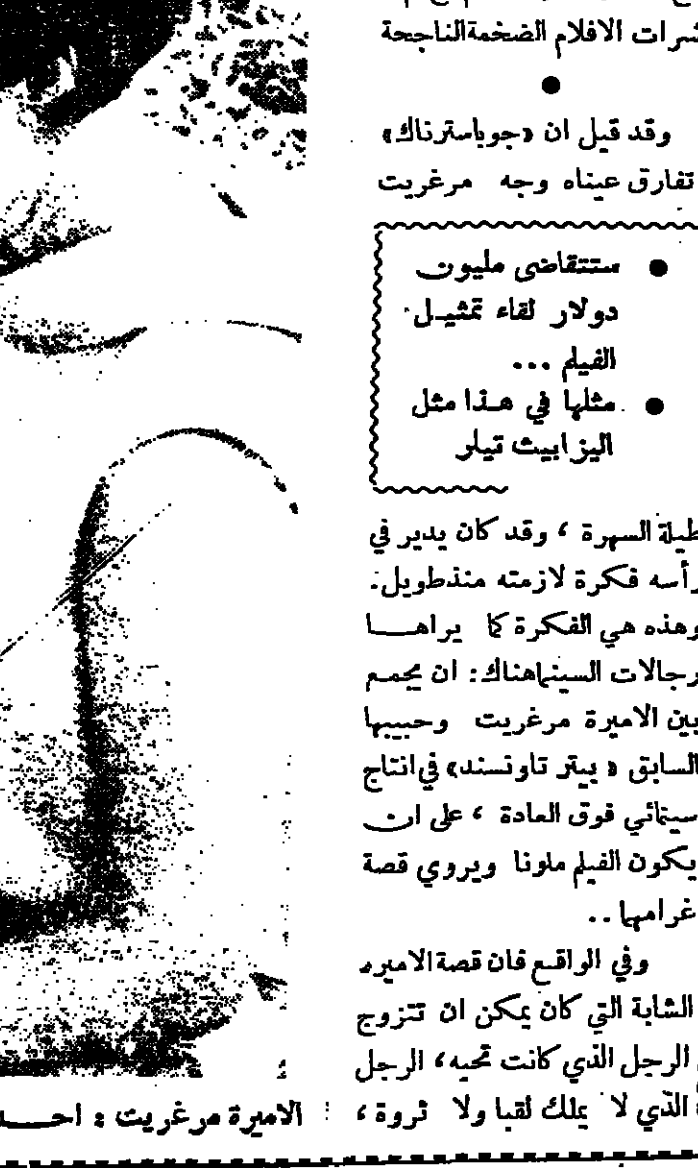 شرات الافلام الضخمة الناجحة
●
وقد قيل ان «جوباسترناك»
تفارق عيناه وجه مرغريت
● ستتقاضى مليون
دولار لقاء تمثيل
الفيلم ...
● مثلها في هذا مثل
اليزابيث تيلر
طيلة السهرة ، وقد كان يدير في
رأسه فكرة لازمته منذ طويل.
وهذه هي الفكرة كما يراهـــا
رجالات السينما هناك: ان يجمع
بين الاميرة مرغريت وحبيبها
السابق «بيتر تاونسند» في انتاج
سينمائي فوق العادة ، على ان
يكون الفيلم ملونا ويروي قصة
غرامهما ..
وفي الواقع فان قصة الاميرة
الشابة التي كان يمكن ان تتزوج
الرجل الذي كانت تحبه، الرجل
الذي لا يملك لقبا ولا ثروة ،
الاميرة مرغريت : احـــد